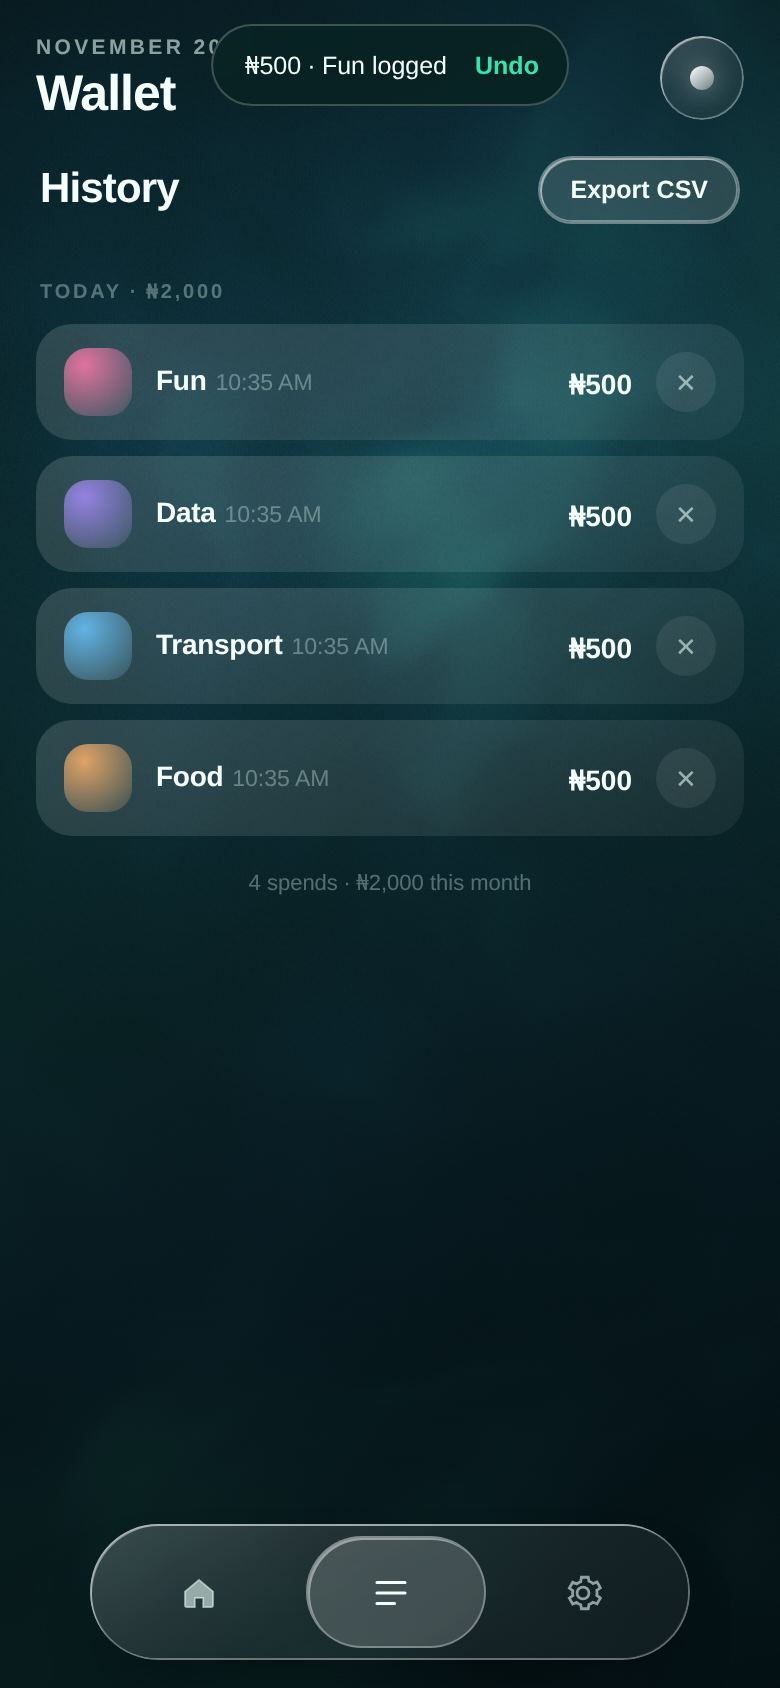 NOVEMBER 20
₦500 · Fun logged Undo
Wallet
History
Export CSV
TODAY · ₦2,000
Fun 10:35 AM ₦500 ✕
Data 10:35 AM ₦500 ✕
Transport 10:35 AM ₦500 ✕
Food 10:35 AM ₦500 ✕
4 spends · ₦2,000 this month